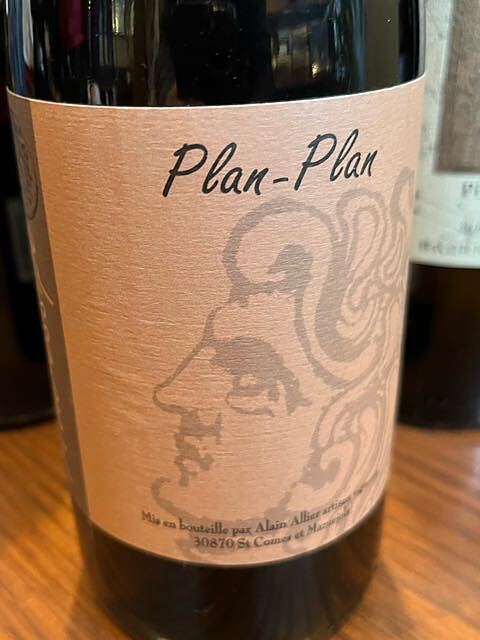 Plan-Plan
Mis en bouteille par Alain Allier artisan
30870 St Comes et Maruejols